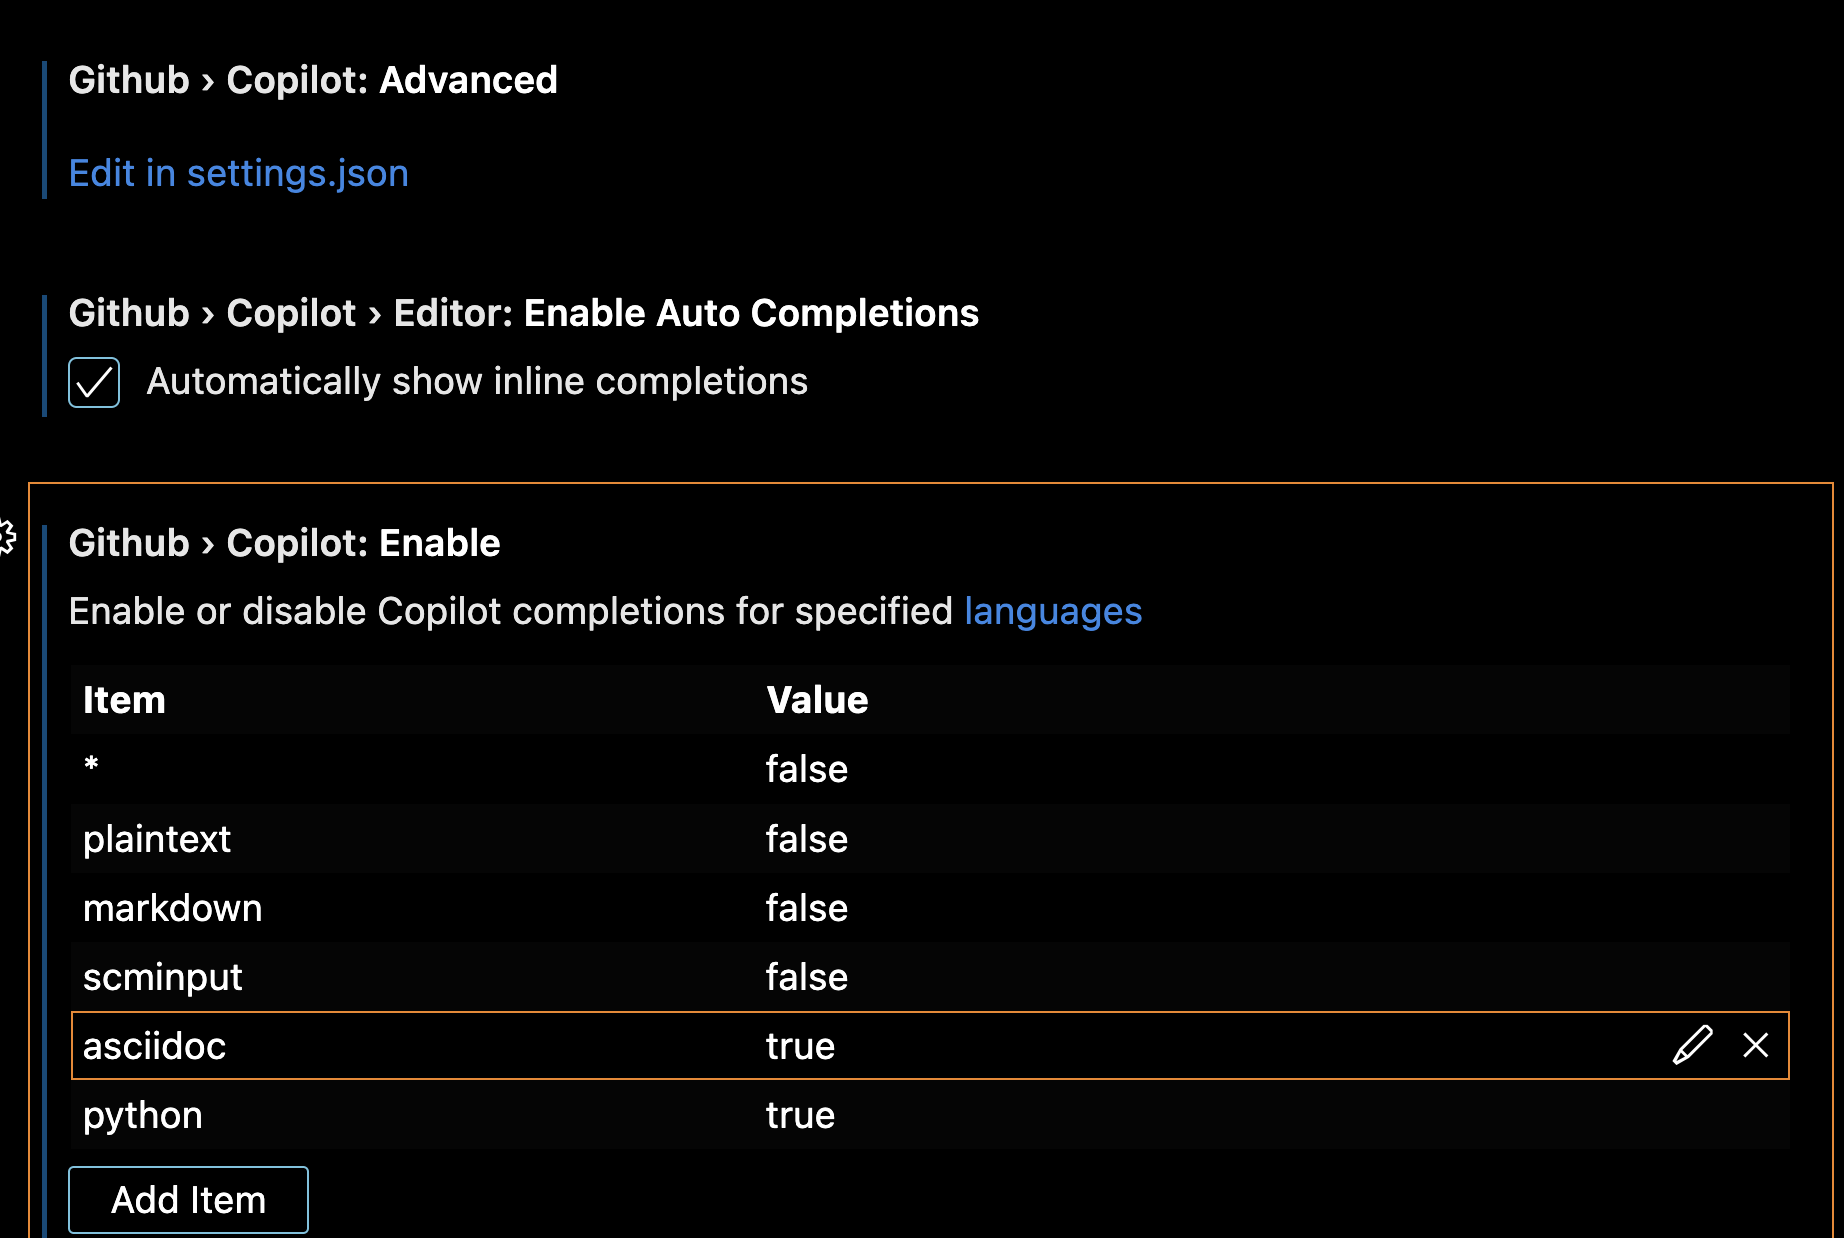 Github › Copilot: Advanced
Edit in settings.json
Github › Copilot › Editor: Enable Auto Completions
Automatically show inline completions
Github › Copilot: Enable
Enable or disable Copilot completions for specified languages
Item Value
* false
plaintext false
markdown false
scminput false
asciidoc true
python true
Add Item